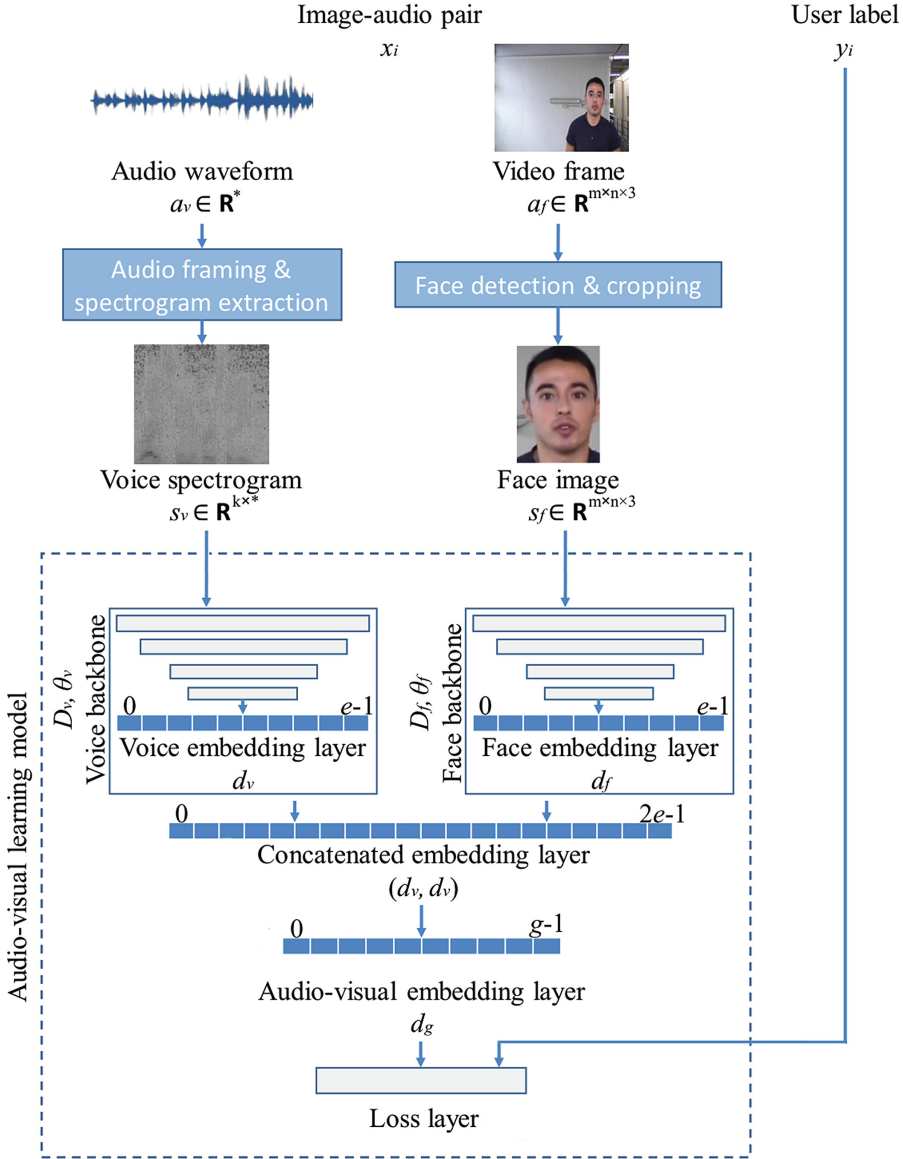 Image-audio pair
User label
xi
yi
Audio waveform
Video frame
av ∈ R*
af ∈ Rm×n×3
Audio framing &
spectrogram extraction
Face detection & cropping
Voice spectrogram
Face image
sv ∈ Rk×*
sf ∈ Rm×n×3
Audio-visual learning model
Dv, θv
Voice backbone
0
e-1
Voice embedding layer
dv
Df, θf
Face backbone
0
e-1
Face embedding layer
df
0
2e-1
Concatenated embedding layer
(dv, dv)
0
g-1
Audio-visual embedding layer
dg
Loss layer